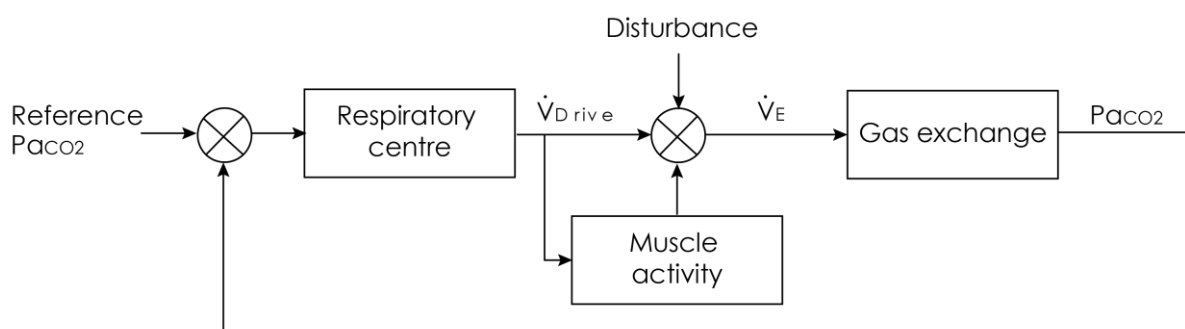 Disturbance
Reference
PaCO2
Respiratory
centre
V̇Drive
V̇E
Gas exchange
PaCO2
Muscle
activity